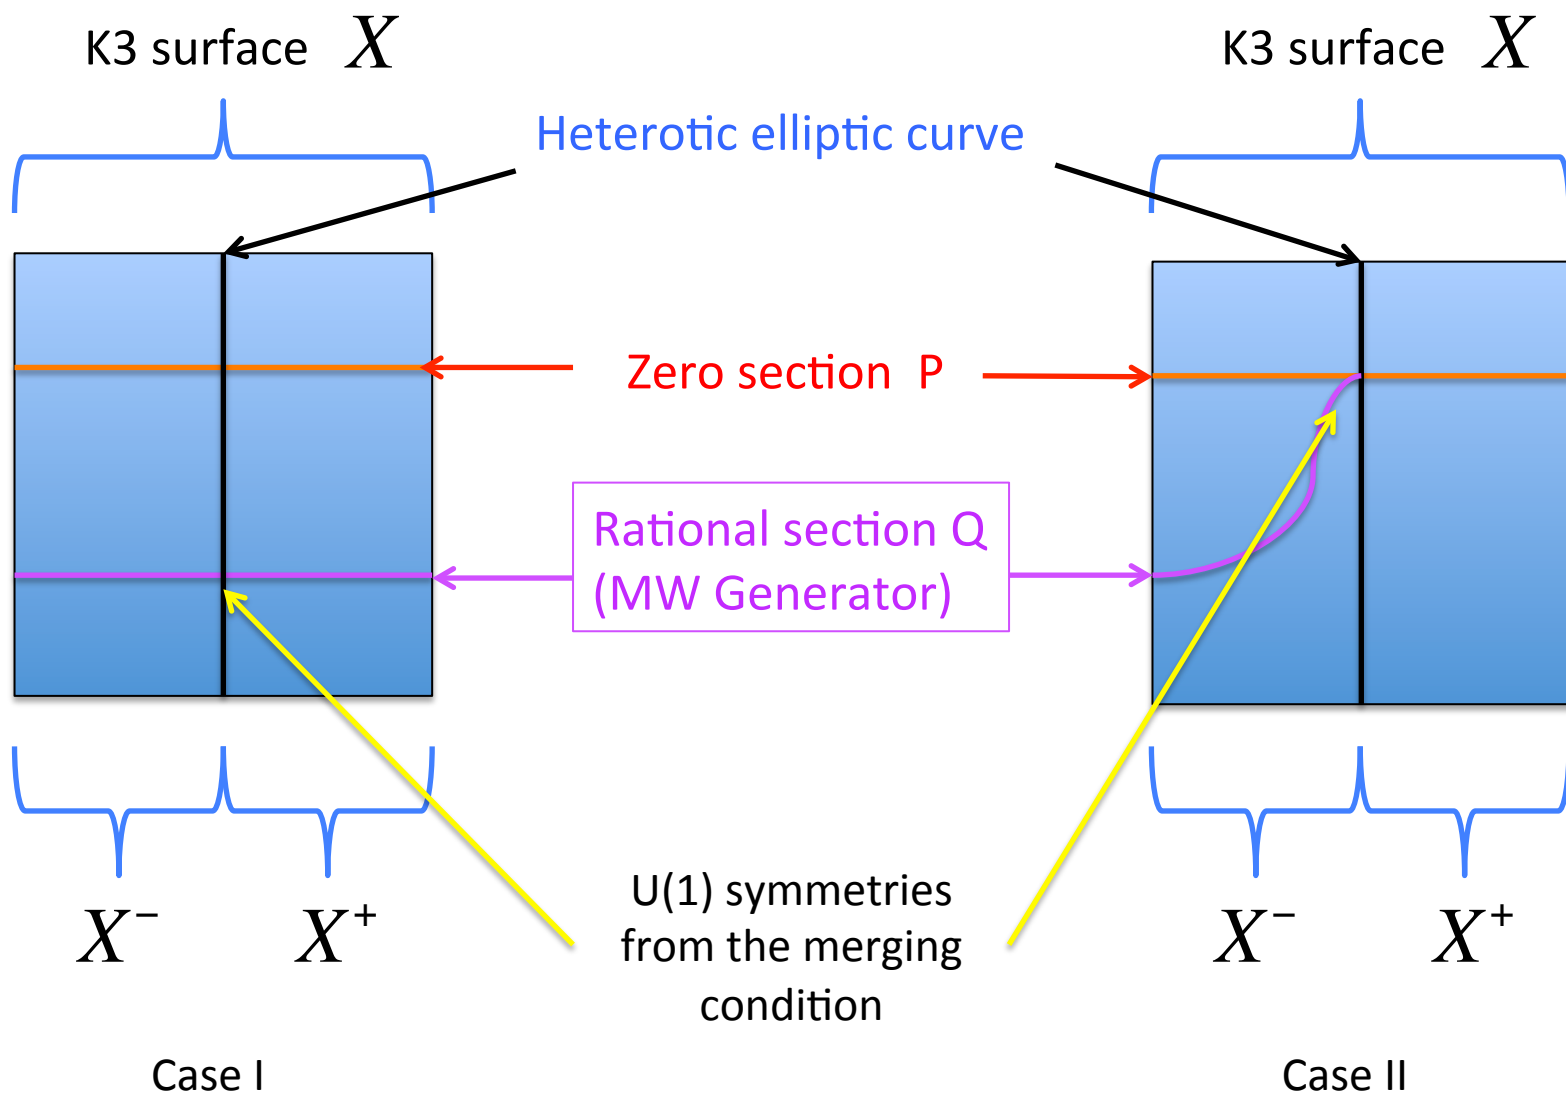 K3 surface X
K3 surface X
Heterotic elliptic curve
Zero section P
Rational section Q
(MW Generator)
U(1) symmetries
from the merging
condition
X⁻ X⁺
X⁻ X⁺
Case I
Case II